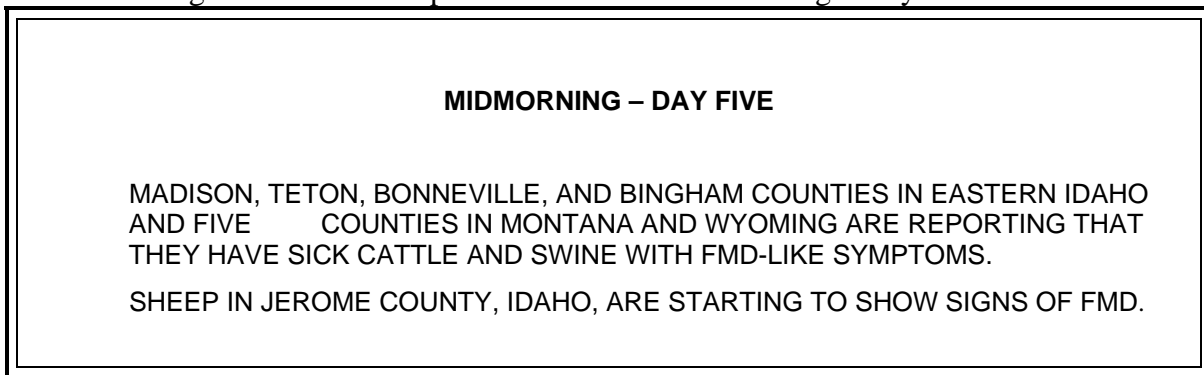 MIDMORNING – DAY FIVE
MADISON, TETON, BONNEVILLE, AND BINGHAM COUNTIES IN EASTERN IDAHO
AND FIVE COUNTIES IN MONTANA AND WYOMING ARE REPORTING THAT
THEY HAVE SICK CATTLE AND SWINE WITH FMD-LIKE SYMPTOMS.
SHEEP IN JEROME COUNTY, IDAHO, ARE STARTING TO SHOW SIGNS OF FMD.